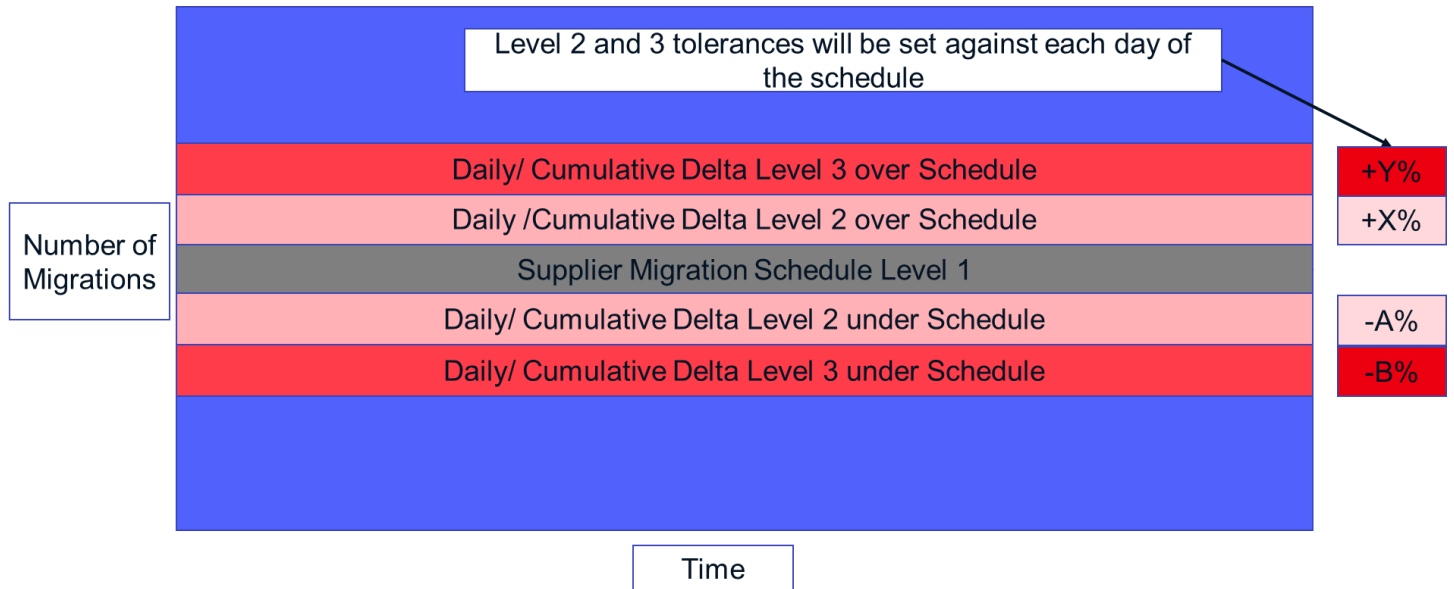 Level 2 and 3 tolerances will be set against each day of
the schedule
Daily/ Cumulative Delta Level 3 over Schedule
+Y%
Daily /Cumulative Delta Level 2 over Schedule
+X%
Number of
Migrations
Supplier Migration Schedule Level 1
Daily/ Cumulative Delta Level 2 under Schedule
-A%
Daily/ Cumulative Delta Level 3 under Schedule
-B%
Time